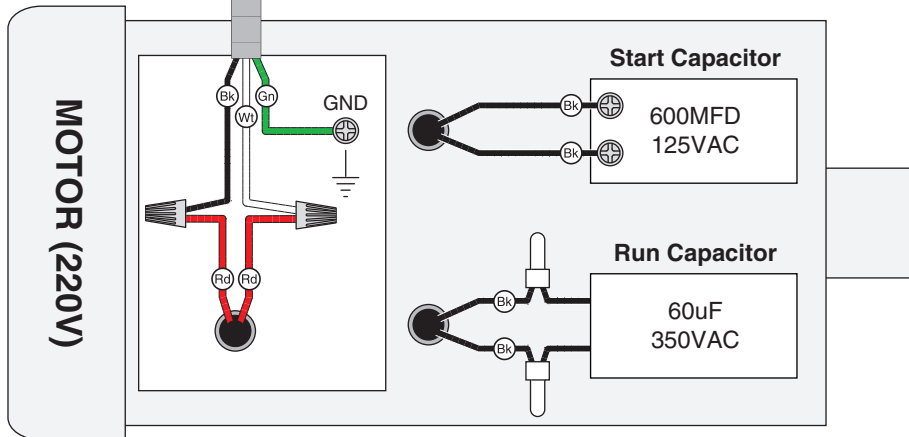 MOTOR (220V)
Bk
Gn
Wt
GND
Rd
Rd
Start Capacitor
Bk
Bk
600MFD
125VAC
Run Capacitor
Bk
Bk
60uF
350VAC